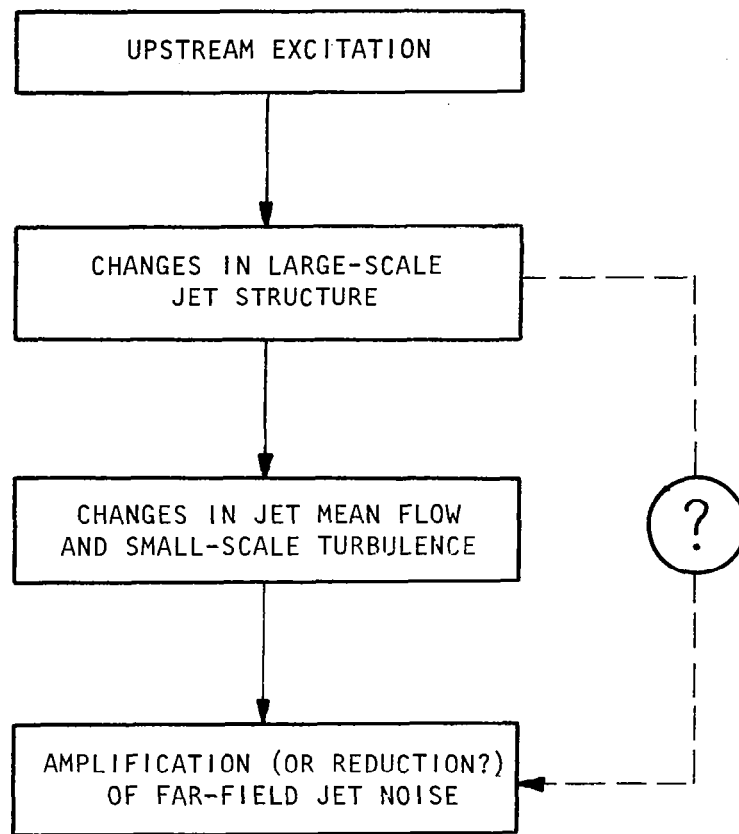 UPSTREAM EXCITATION
CHANGES IN LARGE-SCALE
JET STRUCTURE
CHANGES IN JET MEAN FLOW
AND SMALL-SCALE TURBULENCE
?
AMPLIFICATION (OR REDUCTION?)
OF FAR-FIELD JET NOISE